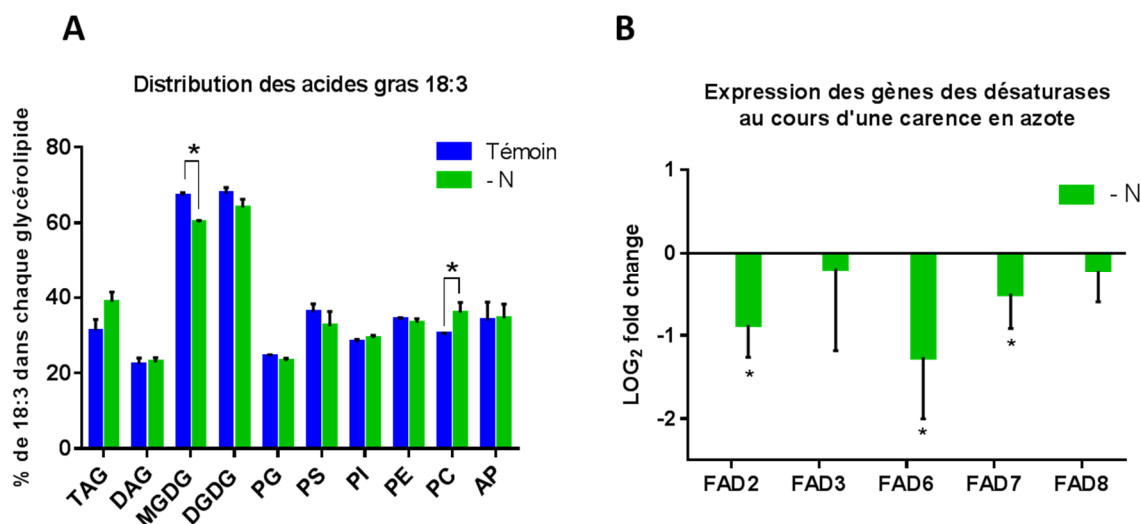 A
Distribution des acides gras 18:3
% de 18:3 dans chaque glycérolipide
80
60
40
20
0
Témoin
- N
*
*
TAG
DAG
MGDG
DGDG
PG
PS
PI
PE
PC
AP
B
Expression des gènes des désaturases
au cours d'une carence en azote
LOG2 fold change
1
0
-1
-2
- N
*
*
*
FAD2
FAD3
FAD6
FAD7
FAD8